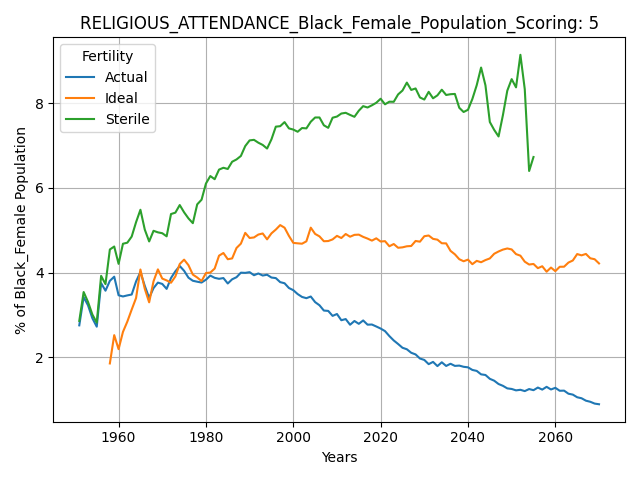 RELIGIOUS_ATTENDANCE_Black_Female_Population_Scoring: 5
Fertility
Actual
Ideal
Sterile
% of Black_Female Population
8
6
4
2
1960 1980 2000 2020 2040 2060
Years